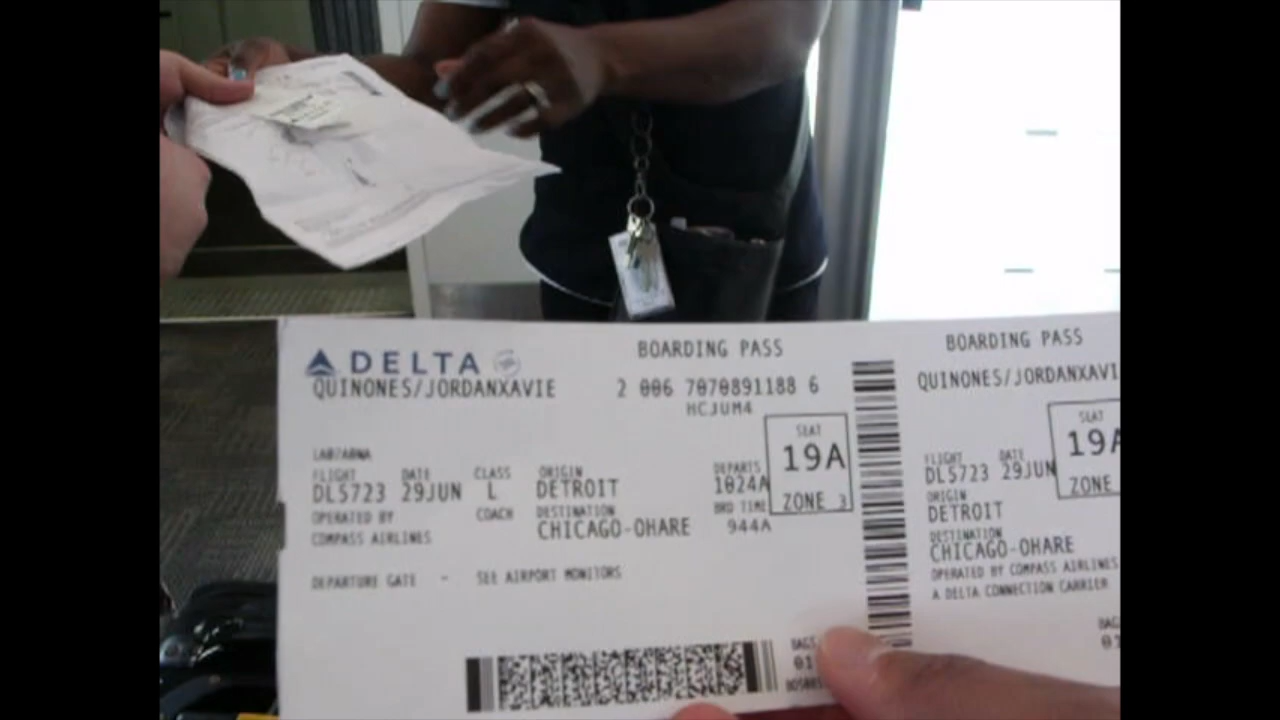 DELTA
BOARDING PASS
QUINONES/JORDANXAVIE
2 006 7070891188 6
HCJUM4
SEAT
19A
ZONE 3
FLIGHT DATE CLASS ORIGIN DEPARTS
DL5723 29JUN L DETROIT 1024A
OPERATED BY COACH DESTINATION BRD TIME
COMPASS AIRLINES CHICAGO-OHARE 944A
DEPARTURE GATE - SEE AIRPORT MONITORS
BAGS
01
BOARDING PASS
QUINONES/JORDANXAVI
SEAT
19A
ZONE
FLIGHT DATE
DL5723 29JUN
ORIGIN
DETROIT
DESTINATION
CHICAGO-OHARE
OPERATED BY COMPASS AIRLINES
A DELTA CONNECTION CARRIER